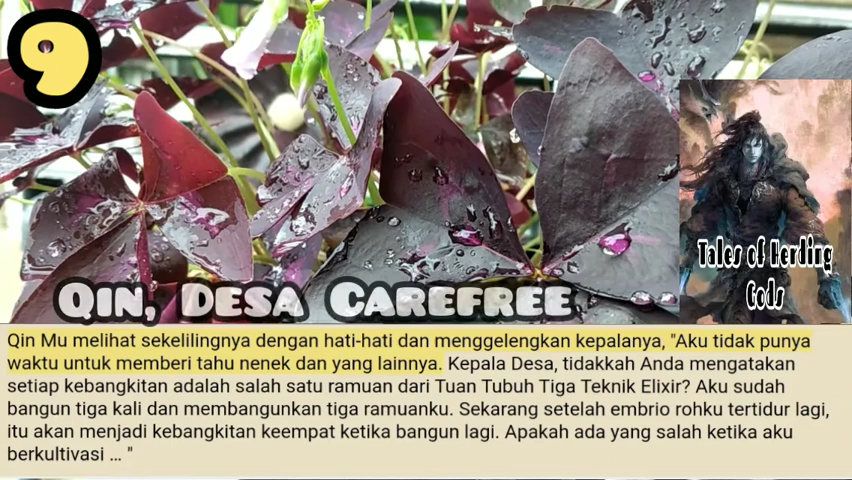 9
Tales of Herding
Gods
Qin, Desa Carefree
Qin Mu melihat sekelilingnya dengan hati-hati dan menggelengkan kepalanya, "Aku tidak punya
waktu untuk memberi tahu nenek dan yang lainnya. Kepala Desa, tidakkah Anda mengatakan
setiap kebangkitan adalah salah satu ramuan dari Tuan Tubuh Tiga Teknik Elixir? Aku sudah
bangun tiga kali dan membangunkan tiga ramuanku. Sekarang setelah embrio rohku tertidur lagi,
itu akan menjadi kebangkitan keempat ketika bangun lagi. Apakah ada yang salah ketika aku
berkultivasi ... "